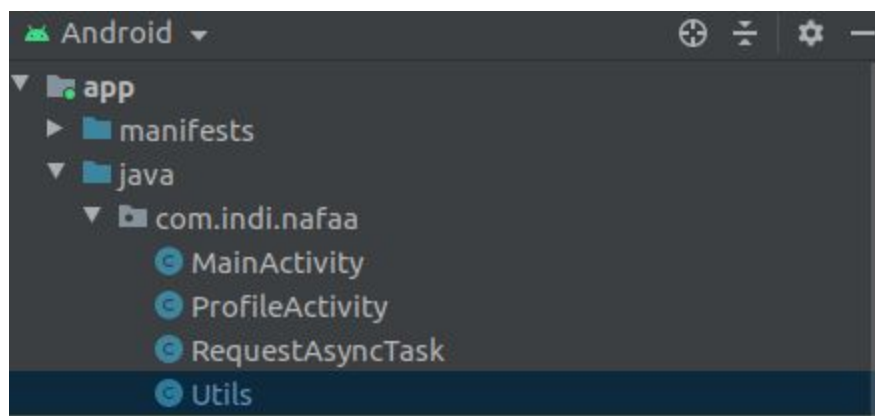 Android
app
manifests
java
com.indi.nafaa
MainActivity
ProfileActivity
RequestAsyncTask
Utils